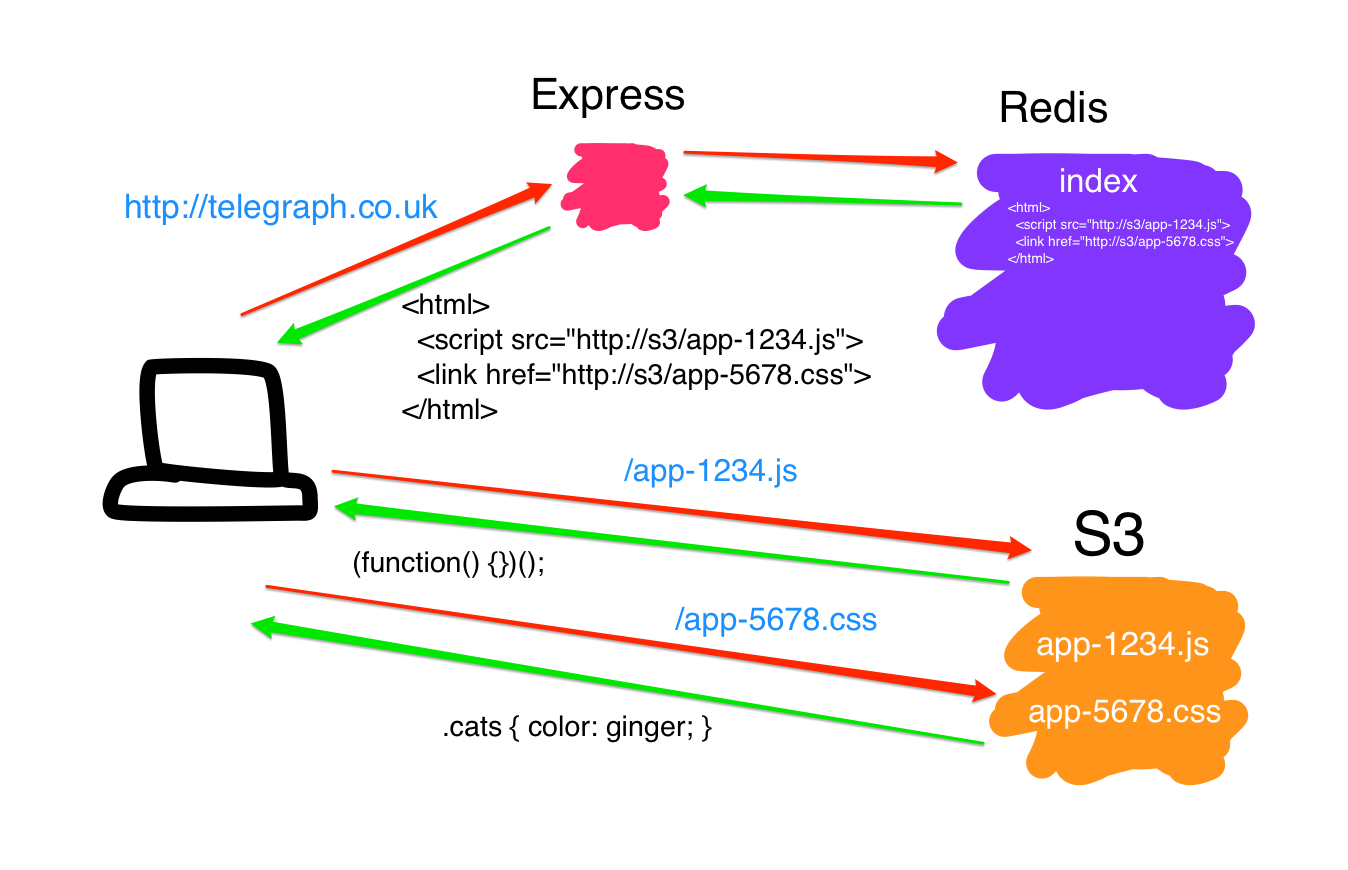 Express
Redis
http://telegraph.co.uk
index
<html>
<script src="http://s3/app-1234.js">
<link href="http://s3/app-5678.css">
</html>
<html>
<script src="http://s3/app-1234.js">
<link href="http://s3/app-5678.css">
</html>
/app-1234.js
S3
(function() {})();
/app-5678.css
app-1234.js
app-5678.css
.cats { color: ginger; }